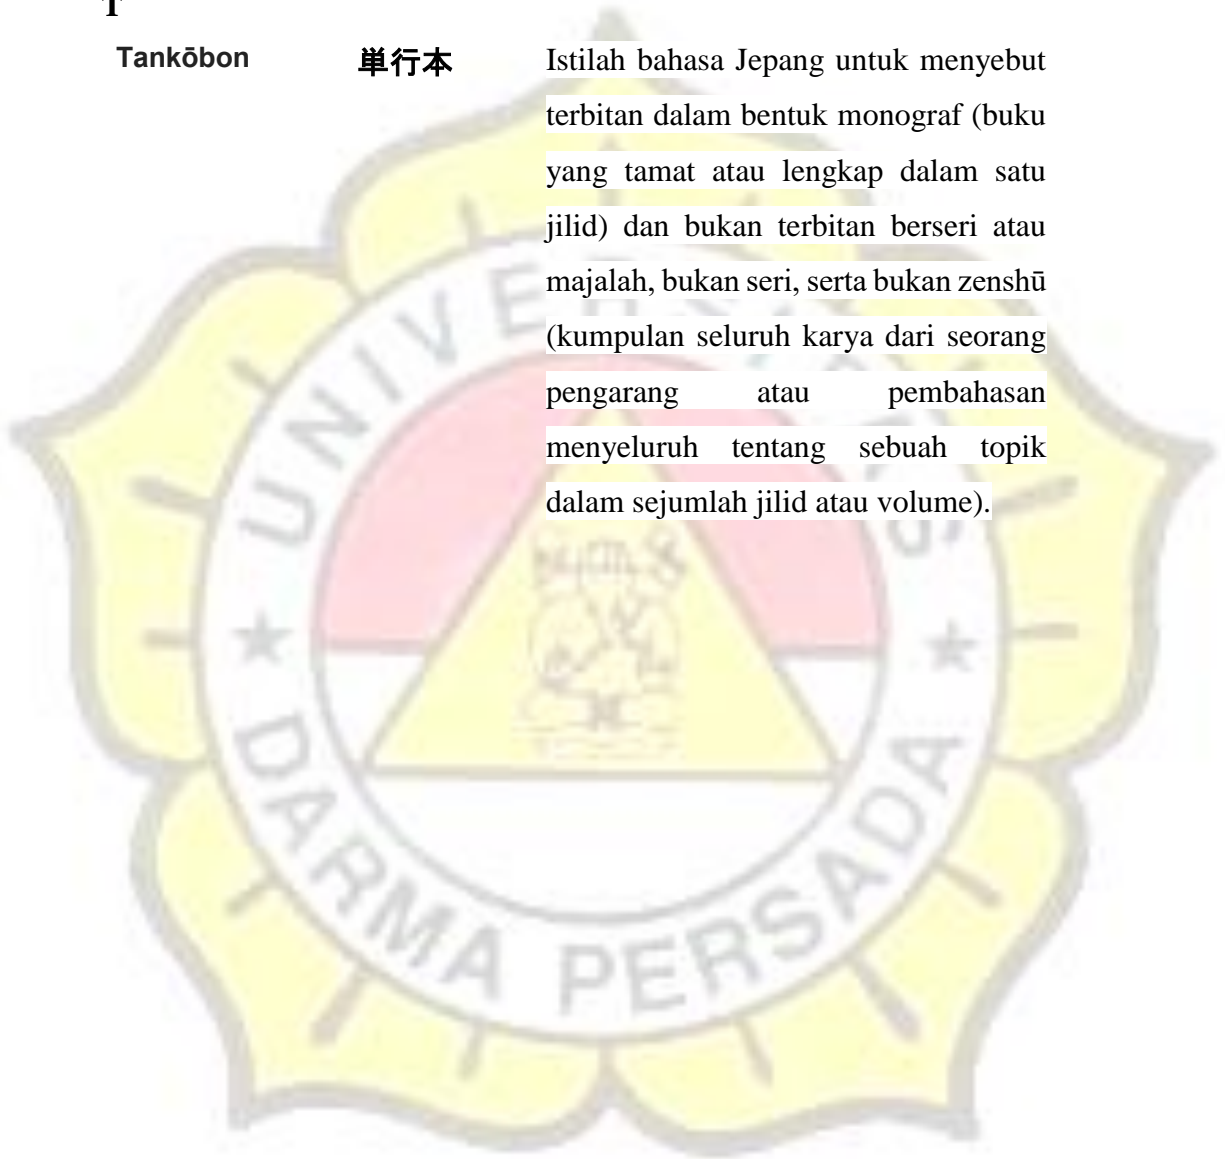 T
Tankōbon 単行本 Istilah bahasa Jepang untuk menyebut
terbitan dalam bentuk monograf (buku
yang tamat atau lengkap dalam satu
jilid) dan bukan terbitan berseri atau
majalah, bukan seri, serta bukan zenshū
(kumpulan seluruh karya dari seorang
pengarang atau pembahasan
menyeluruh tentang sebuah topik
dalam sejumlah jilid atau volume).
DARMA PERSADA